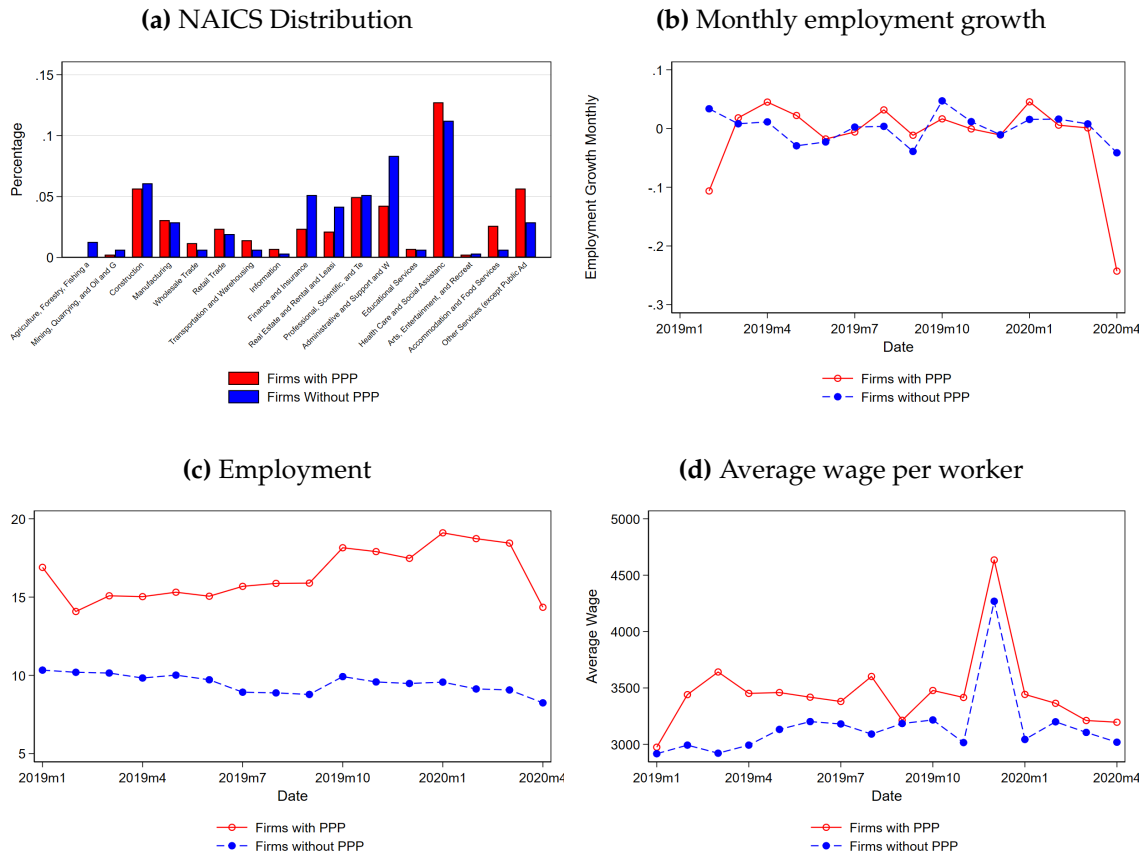 (a) NAICS Distribution
Percentage
.15
.1
.05
0
Agriculture, Forestry, Fishing a
Mining, Quarrying, and Oil and G
Construction
Manufacturing
Wholesale Trade
Retail Trade
Transportation and Warehousing
Information
Finance and Insurance
Real Estate and Rental and Leasi
Professional, Scientific, and Te
Administrative and Support and W
Educational Services
Health Care and Social Assistanc
Arts, Entertainment, and Recreat
Accommodation and Food Services
Other Services (except Public Ad
Firms with PPP
Firms Without PPP
(b) Monthly employment growth
Employment Growth Monthly
.1
0
-.1
-.2
-.3
2019m1 2019m4 2019m7 2019m10 2020m1 2020m4
Date
Firms with PPP
Firms without PPP
(c) Employment
20
15
10
5
2019m1 2019m4 2019m7 2019m10 2020m1 2020m4
Date
Firms with PPP
Firms without PPP
(d) Average wage per worker
Average Wage
5000
4500
4000
3500
3000
2019m1 2019m4 2019m7 2019m10 2020m1 2020m4
Date
Firms with PPP
Firms without PPP